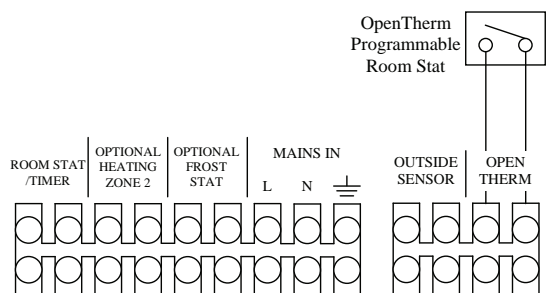 OpenTherm
Programmable
Room Stat
ROOM STAT
/TIMER
OPTIONAL
HEATING
ZONE 2
OPTIONAL
FROST
STAT
MAINS IN
L N
OUTSIDE
SENSOR
OPEN
THERM